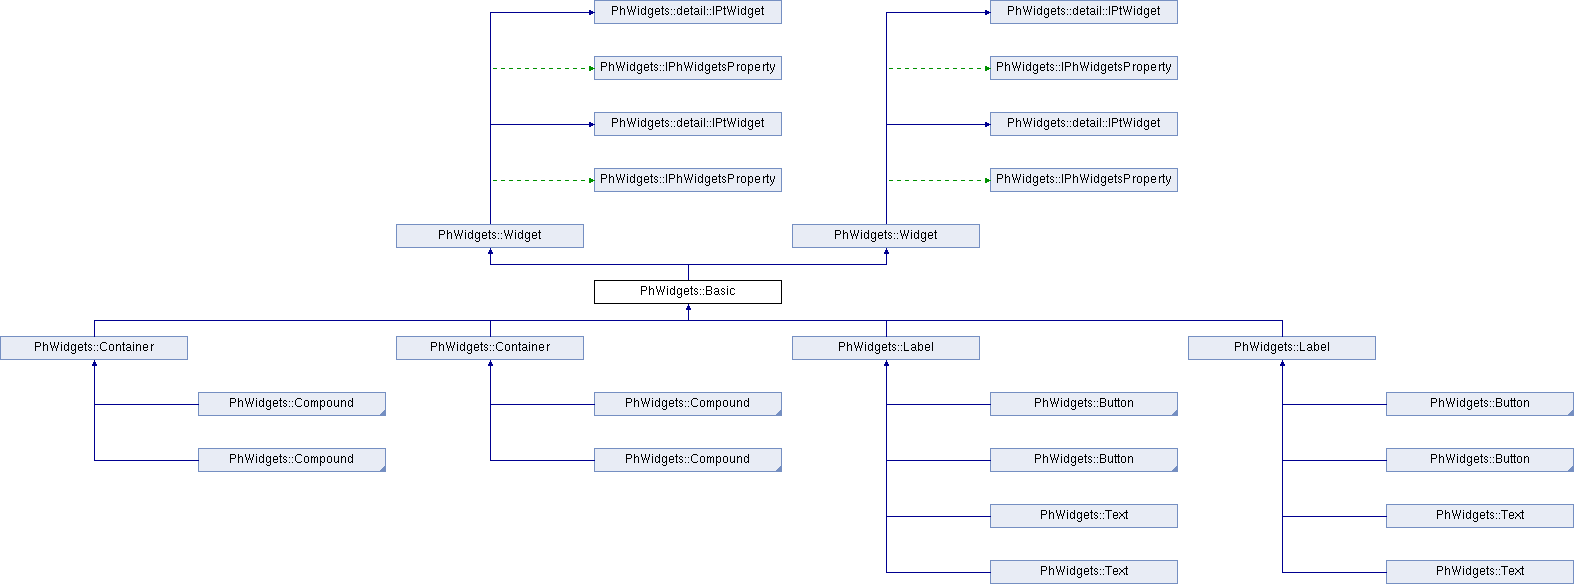 PhWidgets::detail::IPtWidget
PhWidgets::detail::IPtWidget
PhWidgets::IPhWidgetsProperty
PhWidgets::IPhWidgetsProperty
PhWidgets::detail::IPtWidget
PhWidgets::detail::IPtWidget
PhWidgets::IPhWidgetsProperty
PhWidgets::IPhWidgetsProperty
PhWidgets::Widget
PhWidgets::Widget
PhWidgets::Basic
PhWidgets::Container
PhWidgets::Container
PhWidgets::Label
PhWidgets::Label
PhWidgets::Compound
PhWidgets::Compound
PhWidgets::Button
PhWidgets::Button
PhWidgets::Compound
PhWidgets::Compound
PhWidgets::Button
PhWidgets::Button
PhWidgets::Text
PhWidgets::Text
PhWidgets::Text
PhWidgets::Text